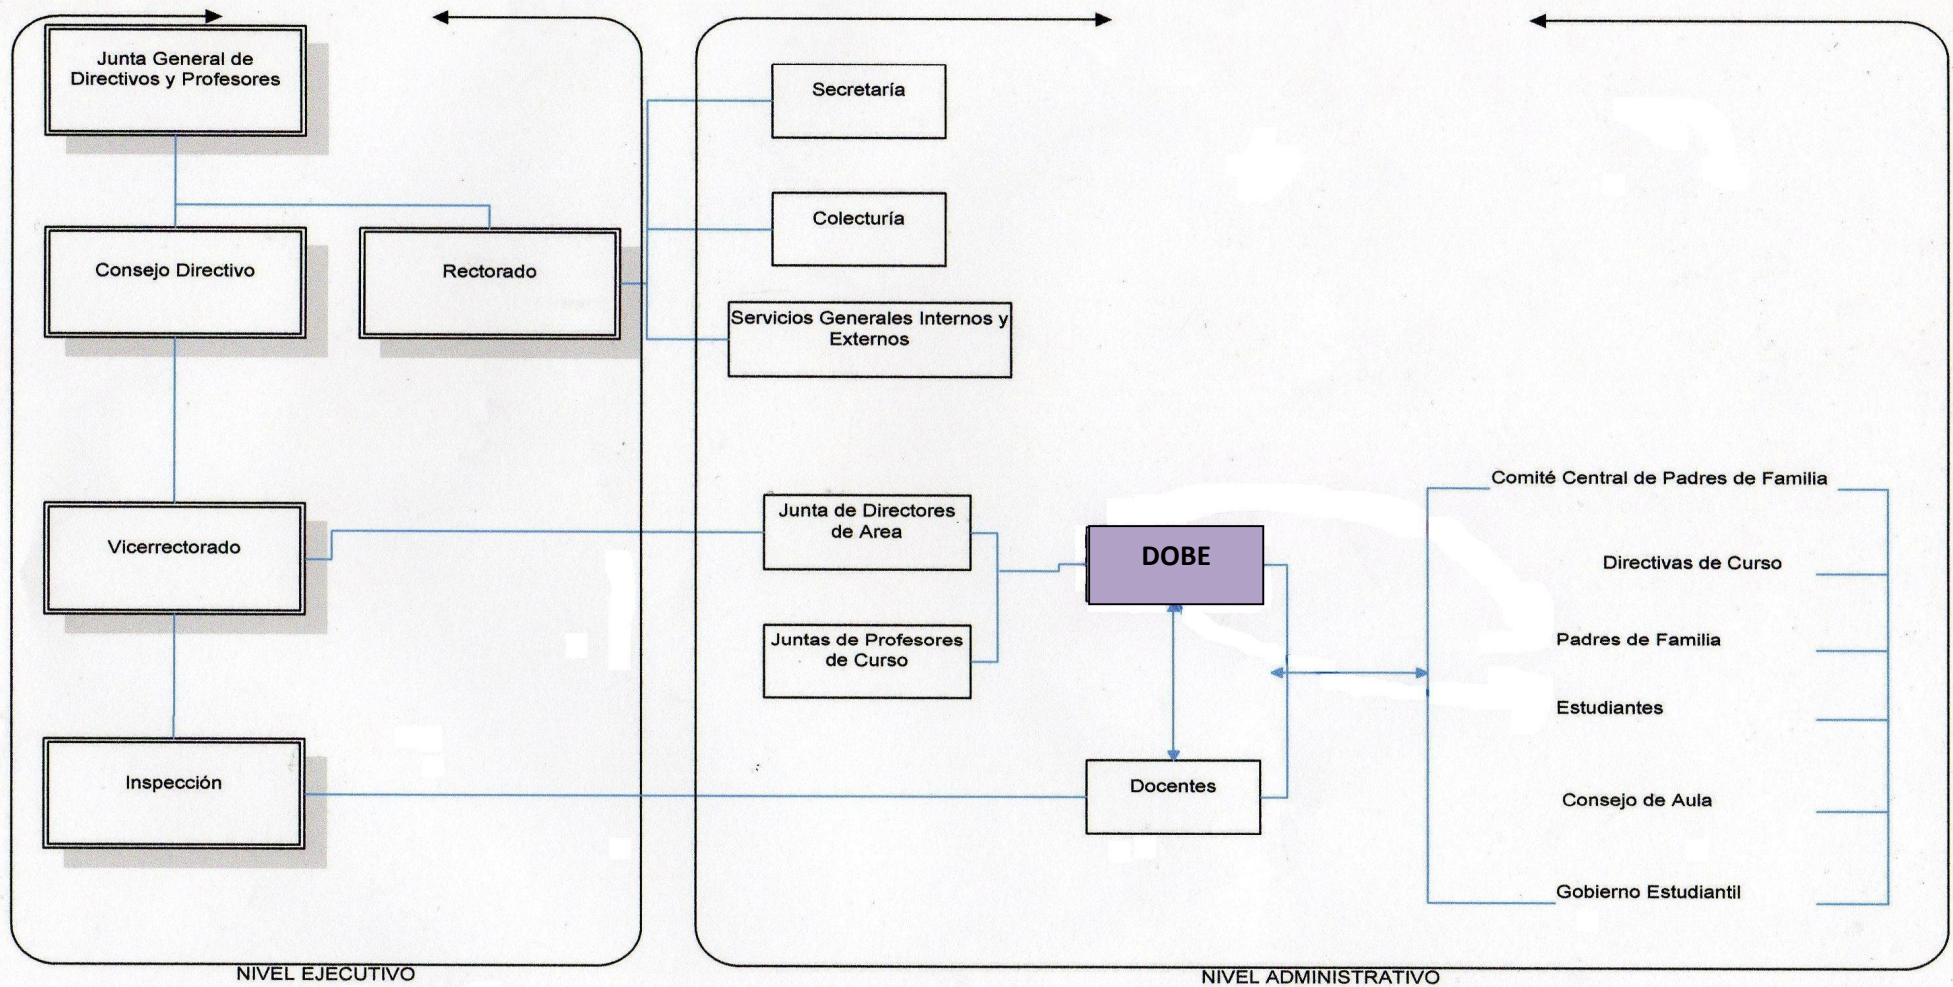 Junta General de
Directivos y Profesores
Consejo Directivo
Rectorado
Vicerrectorado
Inspección
NIVEL EJECUTIVO
Secretaría
Colecturía
Servicios Generales Internos y
Externos
Junta de Directores
de Area
Juntas de Profesores
de Curso
DOBE
Docentes
Comité Central de Padres de Familia
Directivas de Curso
Padres de Familia
Estudiantes
Consejo de Aula
Gobierno Estudiantil
NIVEL ADMINISTRATIVO